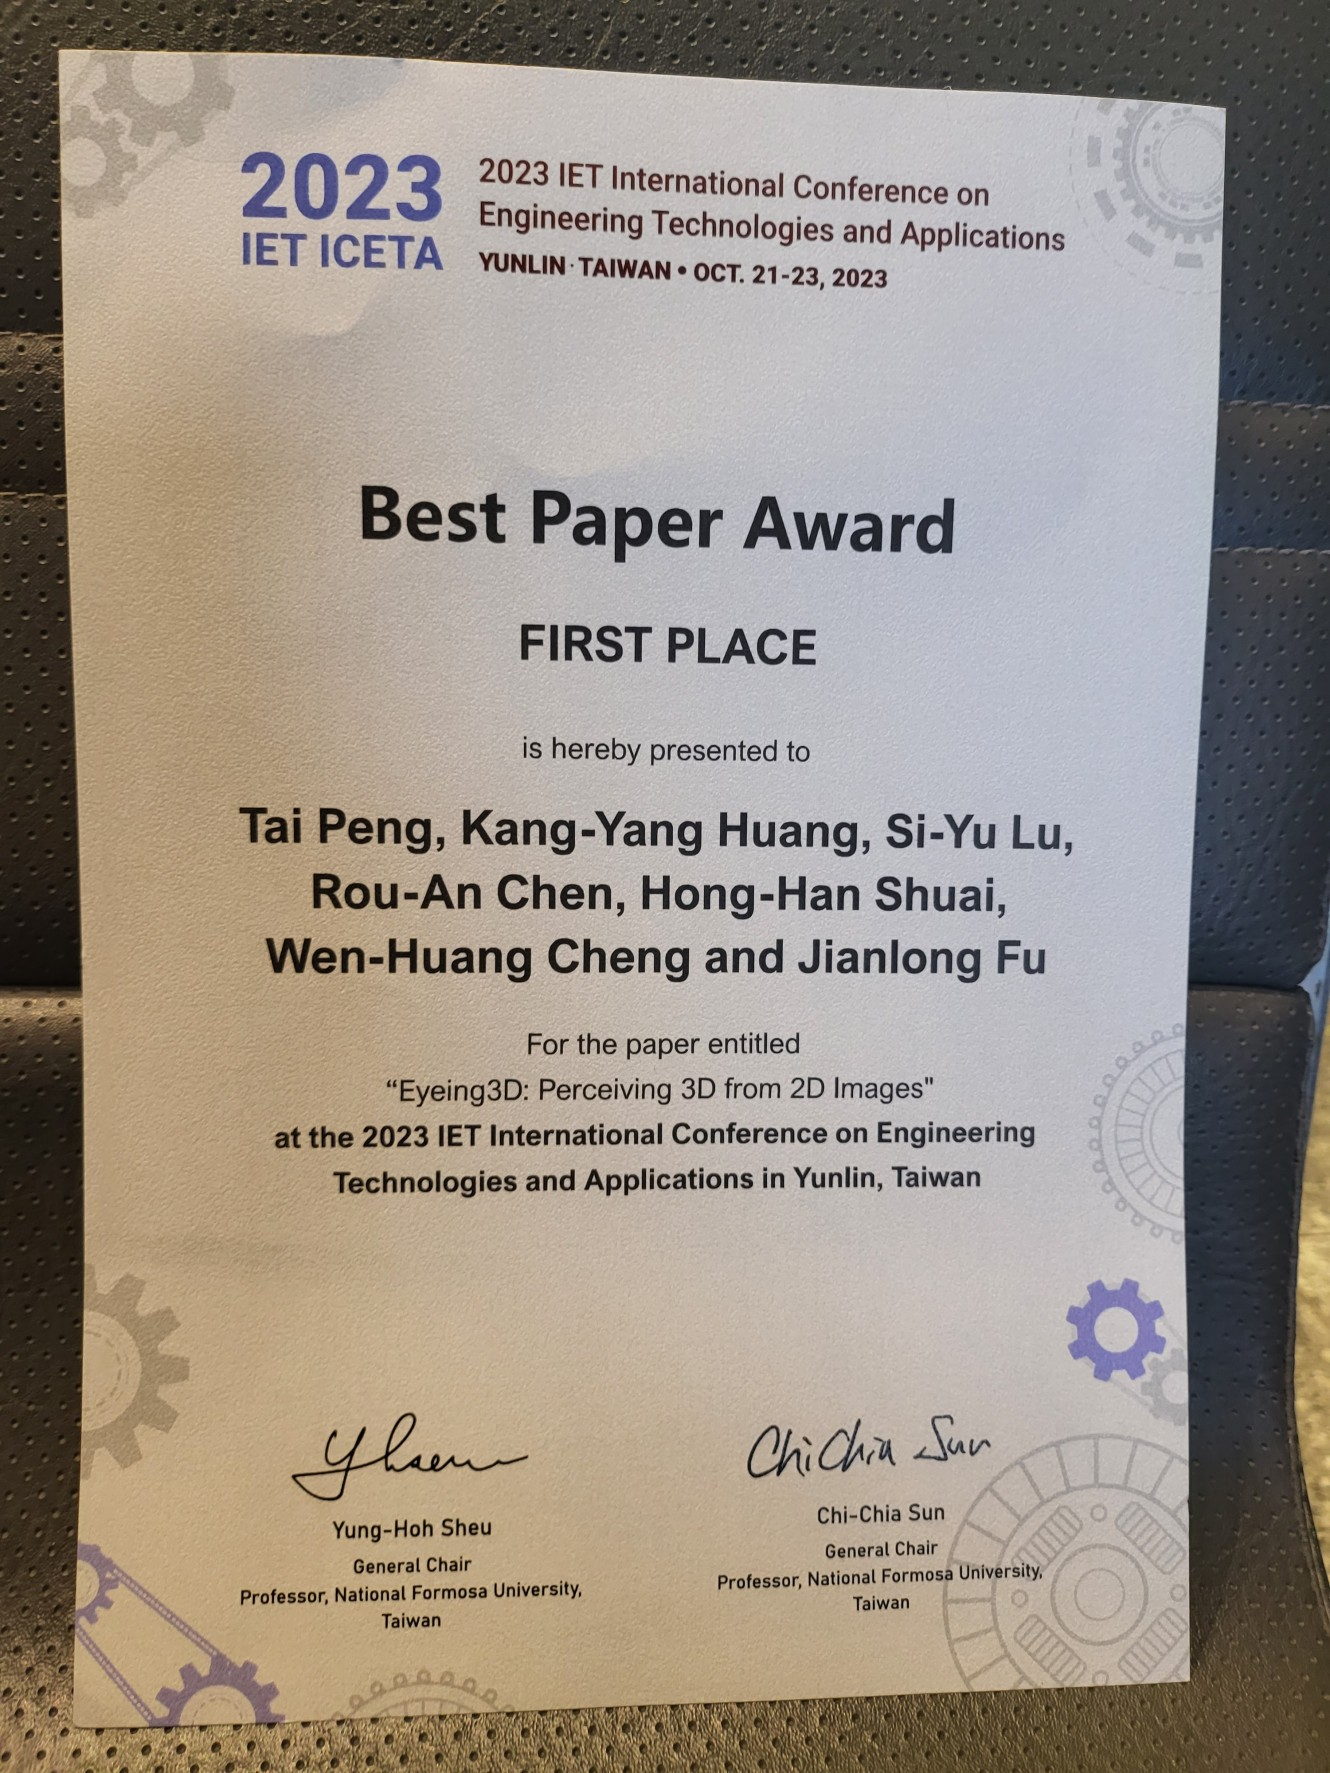 2023
IET ICETA
2023 IET International Conference on
Engineering Technologies and Applications
YUNLIN · TAIWAN • OCT. 21-23, 2023
Best Paper Award
FIRST PLACE
is hereby presented to
Tai Peng, Kang-Yang Huang, Si-Yu Lu,
Rou-An Chen, Hong-Han Shuai,
Wen-Huang Cheng and Jianlong Fu
For the paper entitled
“Eyeing3D: Perceiving 3D from 2D Images"
at the 2023 IET International Conference on Engineering
Technologies and Applications in Yunlin, Taiwan
Yung-Hoh Sheu
General Chair
Professor, National Formosa University,
Taiwan
ChiChia Sun
Chi-Chia Sun
General Chair
Professor, National Formosa University,
Taiwan